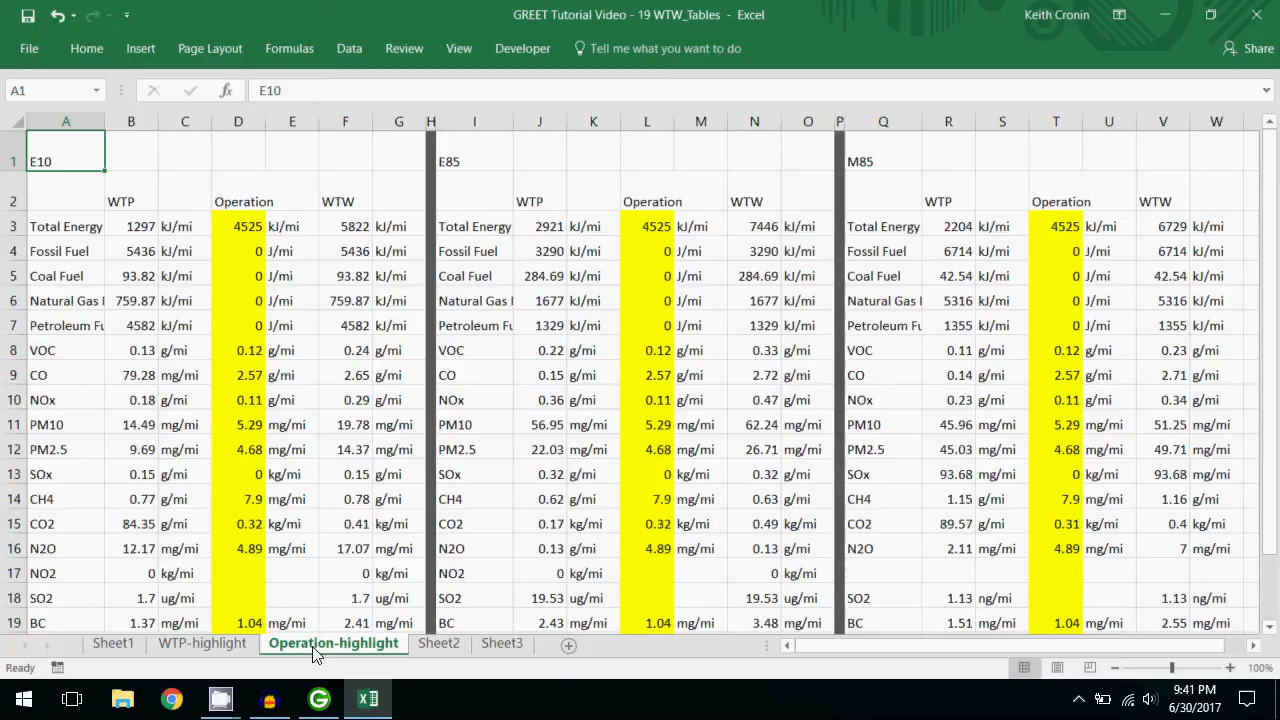 GREET Tutorial Video - 19 WTW_Tables - Excel Keith Cronin
File Home Insert Page Layout Formulas Data Review View Developer Tell me what you want to do Share
A1 fx E10
A B C D E F G H I J K L M N O P Q R S T U V W
1 E10 E85 M85
2 WTP Operation WTW WTP Operation WTW WTP Operation WTW
3 Total Energy 1297 kJ/mi 4525 kJ/mi 5822 kJ/mi Total Energy 2921 kJ/mi 4525 kJ/mi 7446 kJ/mi Total Energy 2204 kJ/mi 4525 kJ/mi 6729 kJ/mi
4 Fossil Fuel 5436 kJ/mi 0 J/mi 5436 kJ/mi Fossil Fuel 3290 kJ/mi 0 J/mi 3290 kJ/mi Fossil Fuel 6714 kJ/mi 0 J/mi 6714 kJ/mi
5 Coal Fuel 93.82 kJ/mi 0 J/mi 93.82 kJ/mi Coal Fuel 284.69 kJ/mi 0 J/mi 284.69 kJ/mi Coal Fuel 42.54 kJ/mi 0 J/mi 42.54 kJ/mi
6 Natural Gas 759.87 kJ/mi 0 J/mi 759.87 kJ/mi Natural Gas 1677 kJ/mi 0 J/mi 1677 kJ/mi Natural Gas 5316 kJ/mi 0 J/mi 5316 kJ/mi
7 Petroleum Fu 4582 kJ/mi 0 J/mi 4582 kJ/mi Petroleum Fu 1329 kJ/mi 0 J/mi 1329 kJ/mi Petroleum Fu 1355 kJ/mi 0 J/mi 1355 kJ/mi
8 VOC 0.13 g/mi 0.12 g/mi 0.24 g/mi VOC 0.22 g/mi 0.12 g/mi 0.33 g/mi VOC 0.11 g/mi 0.12 g/mi 0.23 g/mi
9 CO 79.28 mg/mi 2.57 g/mi 2.65 g/mi CO 0.15 g/mi 2.57 g/mi 2.72 g/mi CO 0.14 g/mi 2.57 g/mi 2.71 g/mi
10 NOx 0.18 g/mi 0.11 g/mi 0.29 g/mi NOx 0.36 g/mi 0.11 g/mi 0.47 g/mi NOx 0.23 g/mi 0.11 g/mi 0.34 g/mi
11 PM10 14.49 mg/mi 5.29 mg/mi 19.78 mg/mi PM10 56.95 mg/mi 5.29 mg/mi 62.24 mg/mi PM10 45.96 mg/mi 5.29 mg/mi 51.25 mg/mi
12 PM2.5 9.69 mg/mi 4.68 mg/mi 14.37 mg/mi PM2.5 22.03 mg/mi 4.68 mg/mi 26.71 mg/mi PM2.5 45.03 mg/mi 4.68 mg/mi 49.71 mg/mi
13 SOx 0.15 g/mi 0 kg/mi 0.15 g/mi SOx 0.32 g/mi 0 kg/mi 0.32 g/mi SOx 93.68 mg/mi 0 kg/mi 93.68 mg/mi
14 CH4 0.77 g/mi 7.9 mg/mi 0.78 g/mi CH4 0.62 g/mi 7.9 mg/mi 0.63 g/mi CH4 1.15 g/mi 7.9 mg/mi 1.16 g/mi
15 CO2 84.35 g/mi 0.32 kg/mi 0.41 kg/mi CO2 0.17 kg/mi 0.32 kg/mi 0.49 kg/mi CO2 89.57 g/mi 0.31 kg/mi 0.4 kg/mi
16 N2O 12.17 mg/mi 4.89 mg/mi 17.07 mg/mi N2O 0.13 g/mi 4.89 mg/mi 0.13 g/mi N2O 2.11 mg/mi 4.89 mg/mi 7 mg/mi
17 NO2 0 kg/mi 0 kg/mi NO2 0 kg/mi 0 kg/mi
18 SO2 1.7 ug/mi 1.7 ug/mi SO2 19.53 ug/mi 19.53 ug/mi SO2 1.13 ng/mi 1.13 ng/mi
19 BC 1.37 mg/mi 1.04 mg/mi 2.41 mg/mi BC 2.43 mg/mi 1.04 mg/mi 3.48 mg/mi BC 1.51 mg/mi 1.04 mg/mi 2.55 mg/mi
Sheet1 WTP-highlight Operation-highlight Sheet2 Sheet3
Ready 100%
9:41 PM
6/30/2017